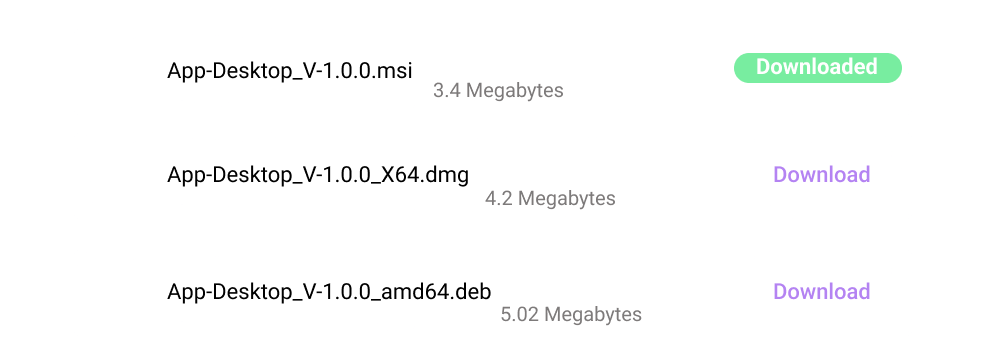 App-Desktop_V-1.0.0.msi
3.4 Megabytes
Downloaded
App-Desktop_V-1.0.0_X64.dmg
4.2 Megabytes
Download
App-Desktop_V-1.0.0_amd64.deb
5.02 Megabytes
Download